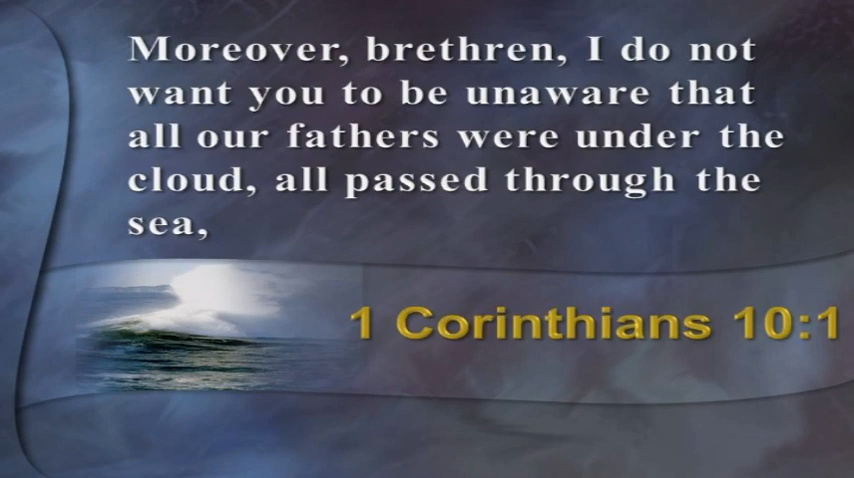 Moreover, brethren, I do not
want you to be unaware that
all our fathers were under the
cloud, all passed through the
sea,
1 Corinthians 10:1